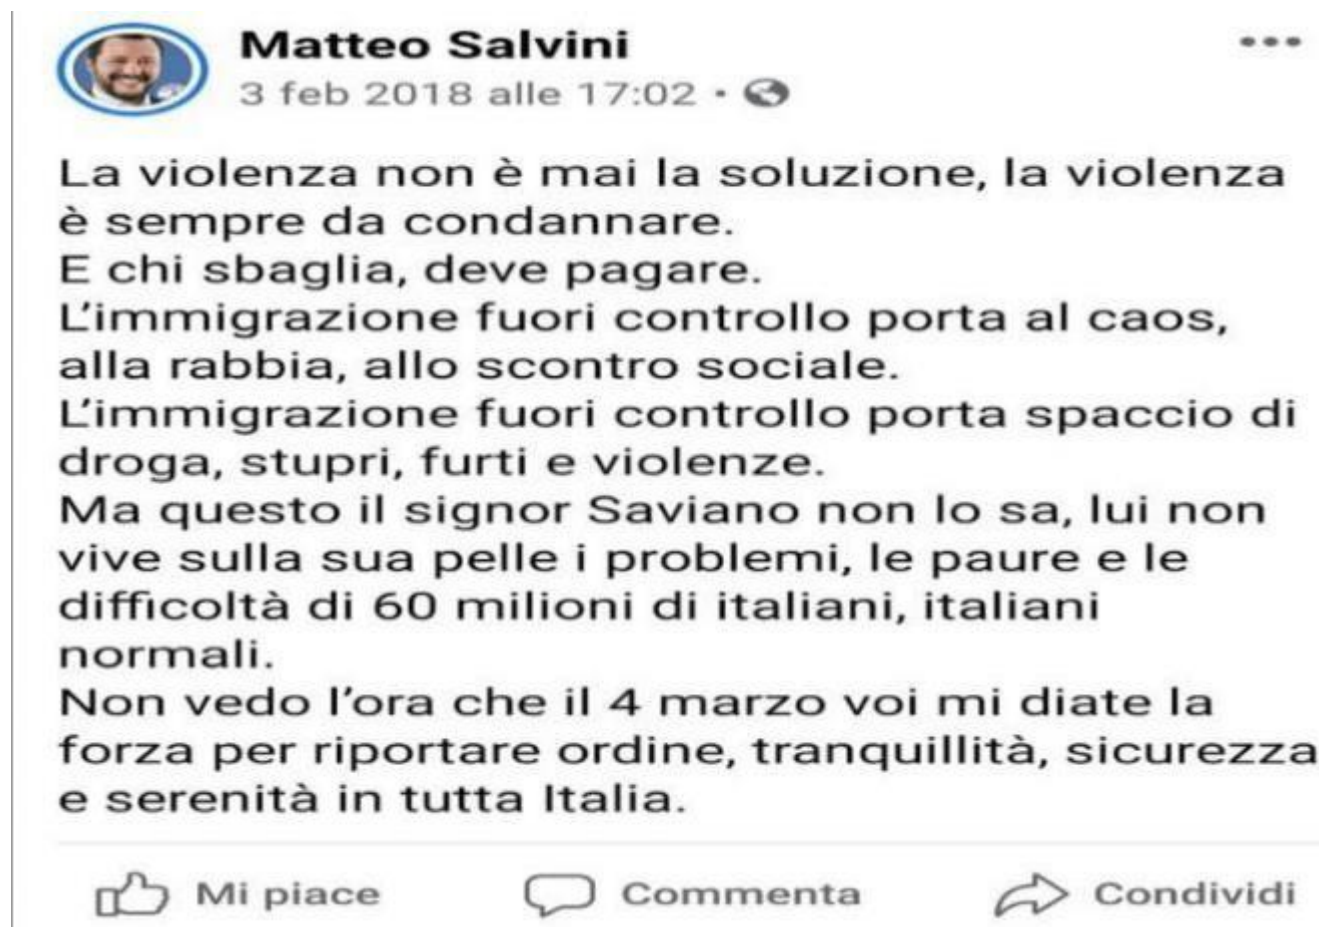 Matteo Salvini
3 feb 2018 alle 17:02 ·
La violenza non è mai la soluzione, la violenza
è sempre da condannare.
E chi sbaglia, deve pagare.
L’immigrazione fuori controllo porta al caos,
alla rabbia, allo scontro sociale.
L’immigrazione fuori controllo porta spaccio di
droga, stupri, furti e violenze.
Ma questo il signor Saviano non lo sa, lui non
vive sulla sua pelle i problemi, le paure e le
difficoltà di 60 milioni di italiani, italiani
normali.
Non vedo l’ora che il 4 marzo voi mi diate la
forza per riportare ordine, tranquillità, sicurezza
e serenità in tutta Italia.
Mi piace Commenta Condividi